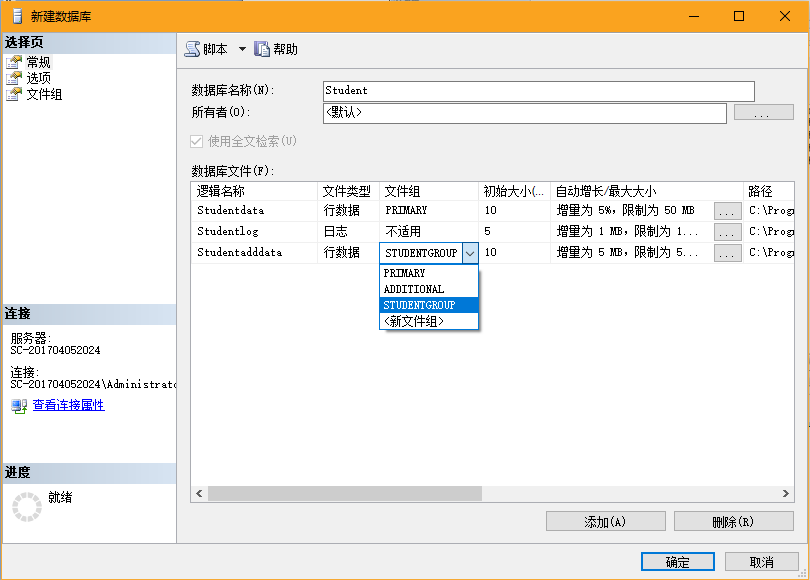 新建数据库
选择页
常规
选项
文件组
脚本 帮助
数据库名称(N): Student
所有者(O): <默认> ...
使用全文检索(U)
数据库文件(F):
逻辑名称 文件类型 文件组 初始大小(... 自动增长/最大大小 路径
Studentdata 行数据 PRIMARY 10 增量为 5%，限制为 50 MB ... C:\Progr
Studentlog 日志 不适用 5 增量为 1 MB，限制为 1... ... C:\Progr
Studentadddata 行数据 STUDENTGROUP 10 增量为 5 MB，限制为 5... ... C:\Progr
PRIMARY
ADDITIONAL
STUDENTGROUP
<新文件组>
连接
服务器:
SC-201704052024
连接:
SC-201704052024\Administrato
查看连接属性
进度
就绪
添加(A) 删除(R)
确定 取消